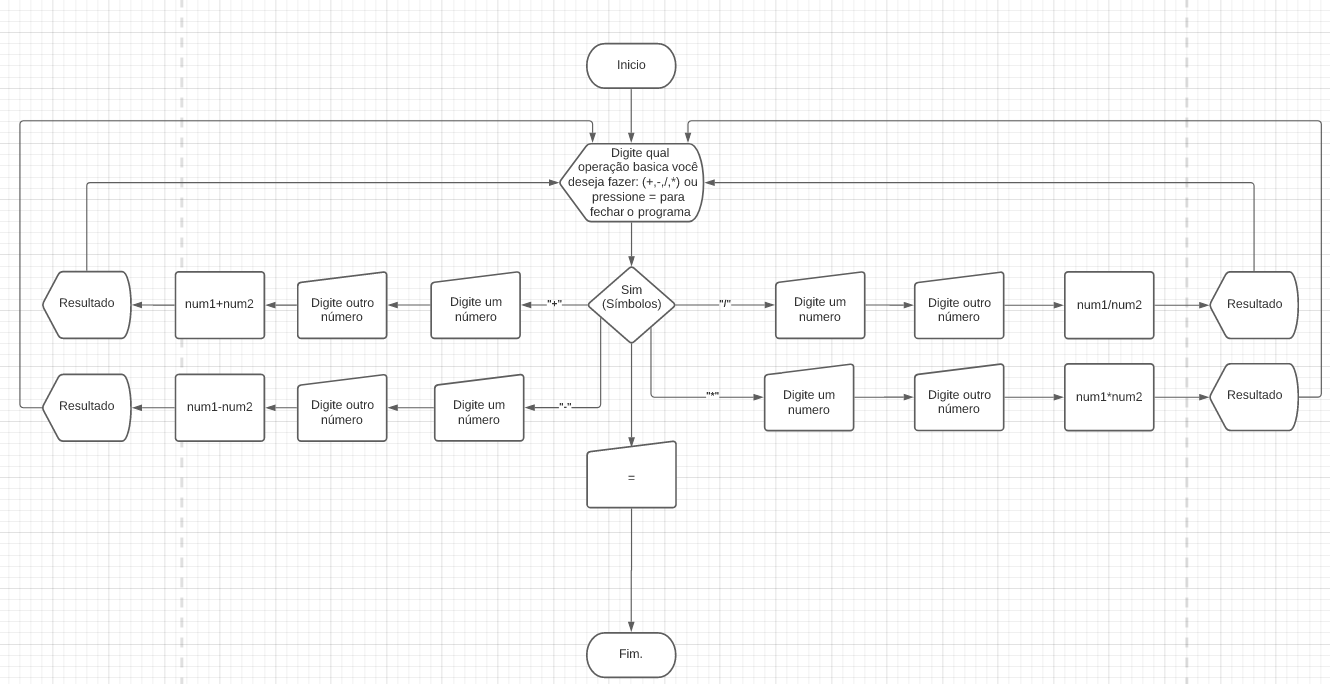 Inicio
Digite qual
operação basica você
deseja fazer: (+,-,/,*) ou
pressione = para
fechar o programa
Resultado
num1+num2
Digite outro
número
Digite um
número
"+"
Sim
(Símbolos)
"/"
Digite um
numero
Digite outro
número
num1/num2
Resultado
Resultado
num1-num2
Digite outro
número
Digite um
número
"-"
"*"
Digite um
numero
Digite outro
número
num1*num2
Resultado
=
Fim.